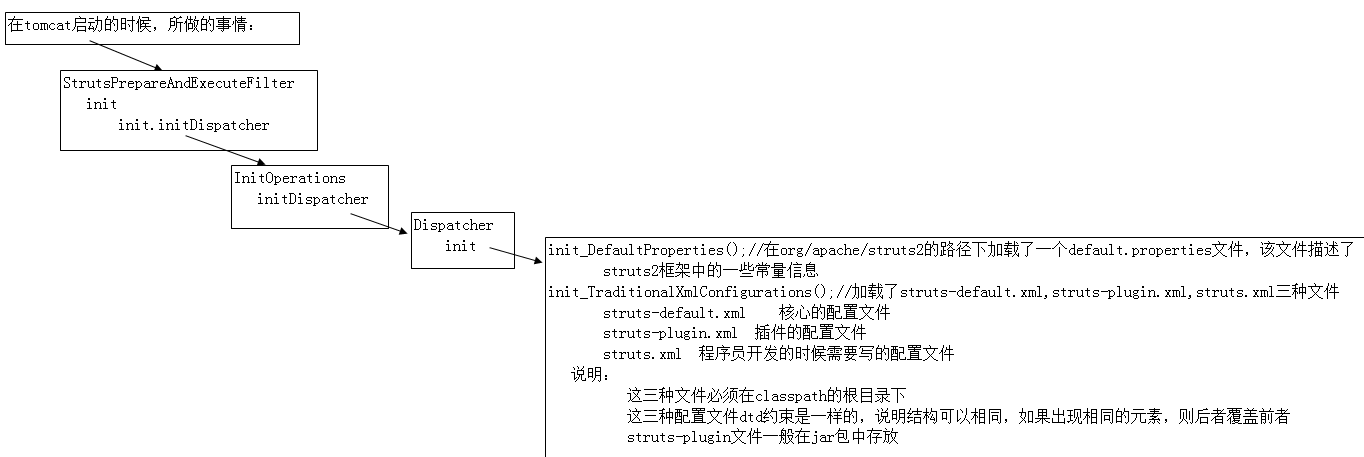 在tomcat启动的时候，所做的事情：
StrutsPrepareAndExecuteFilter
init
init.initDispatcher
InitOperations
initDispatcher
Dispatcher
init
init_DefaultProperties();//在org/apache/struts2的路径下加载了一个default.properties文件，该文件描述了
struts2框架中的一些常量信息
init_TraditionalXmlConfigurations();//加载了struts-default.xml,struts-plugin.xml,struts.xml三种文件
struts-default.xml 核心的配置文件
struts-plugin.xml 插件的配置文件
struts.xml 程序员开发的时候需要写的配置文件
说明：
这三种文件必须在classpath的根目录下
这三种配置文件dtd约束是一样的，说明结构可以相同，如果出现相同的元素，则后者覆盖前者
struts-plugin文件一般在jar包中存放